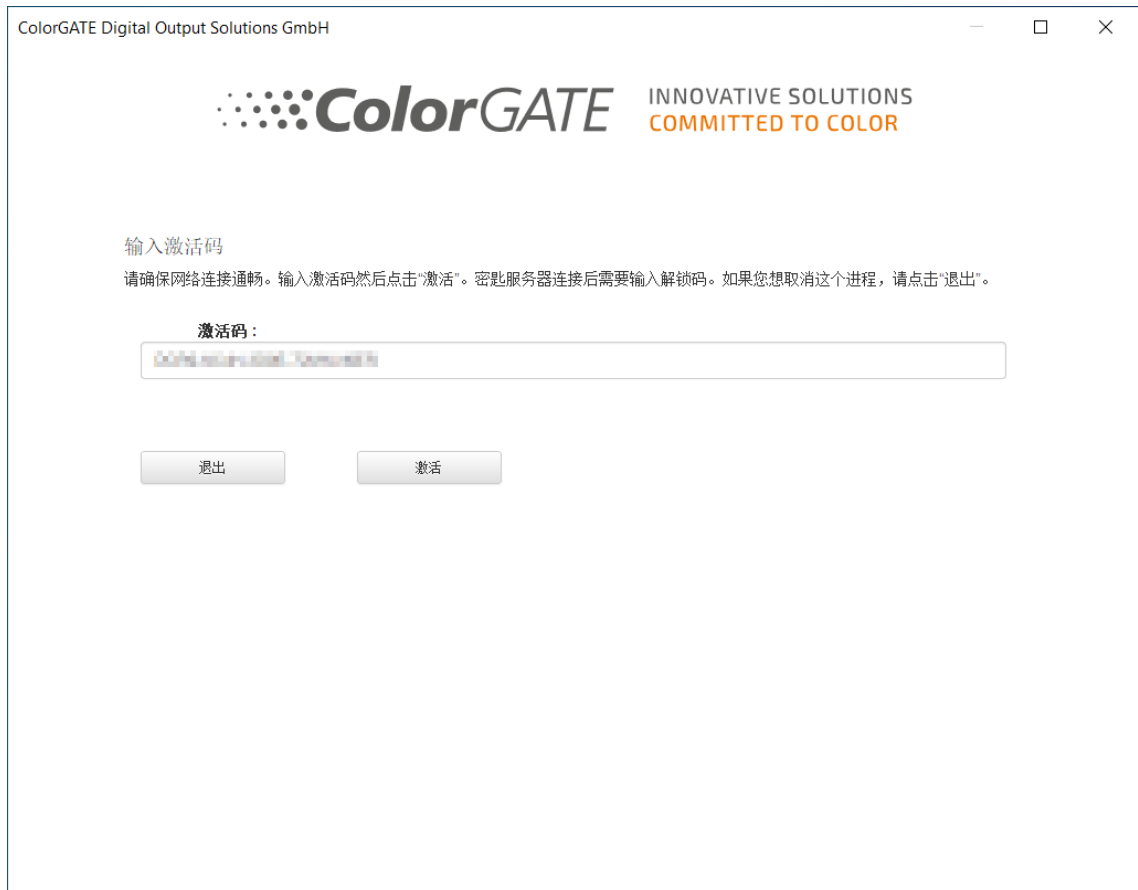 ColorGATE Digital Output Solutions GmbH
ColorGATE
INNOVATIVE SOLUTIONS
COMMITTED TO COLOR
输入激活码
请确保网络连接通畅。输入激活码然后点击“激活”。密匙服务器连接后需要输入解锁码。如果您想取消这个进程，请点击“退出”。
激活码：
退出 激活